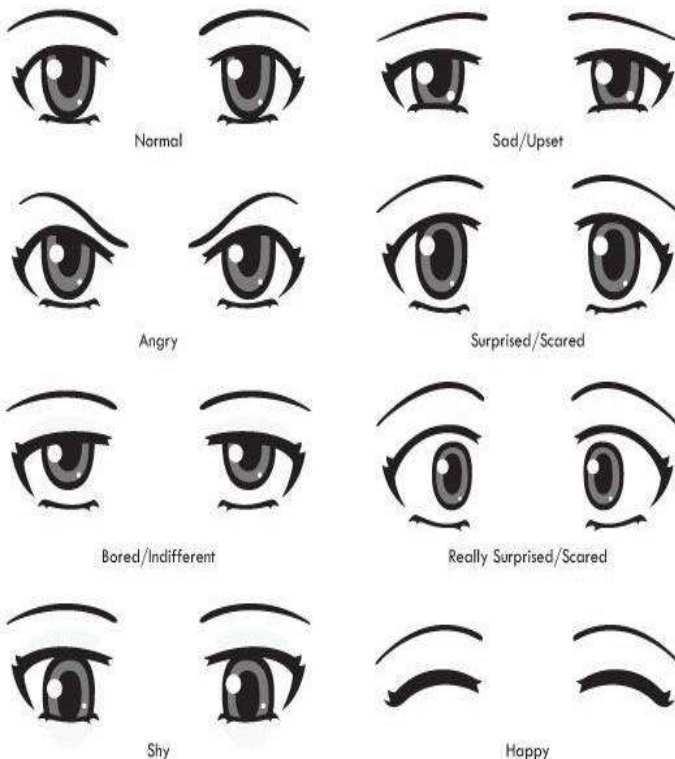 Normal
Sad/Upset
Angry
Surprised/Scared
Bored/Indifferent
Really Surprised/Scared
Shy
Happy